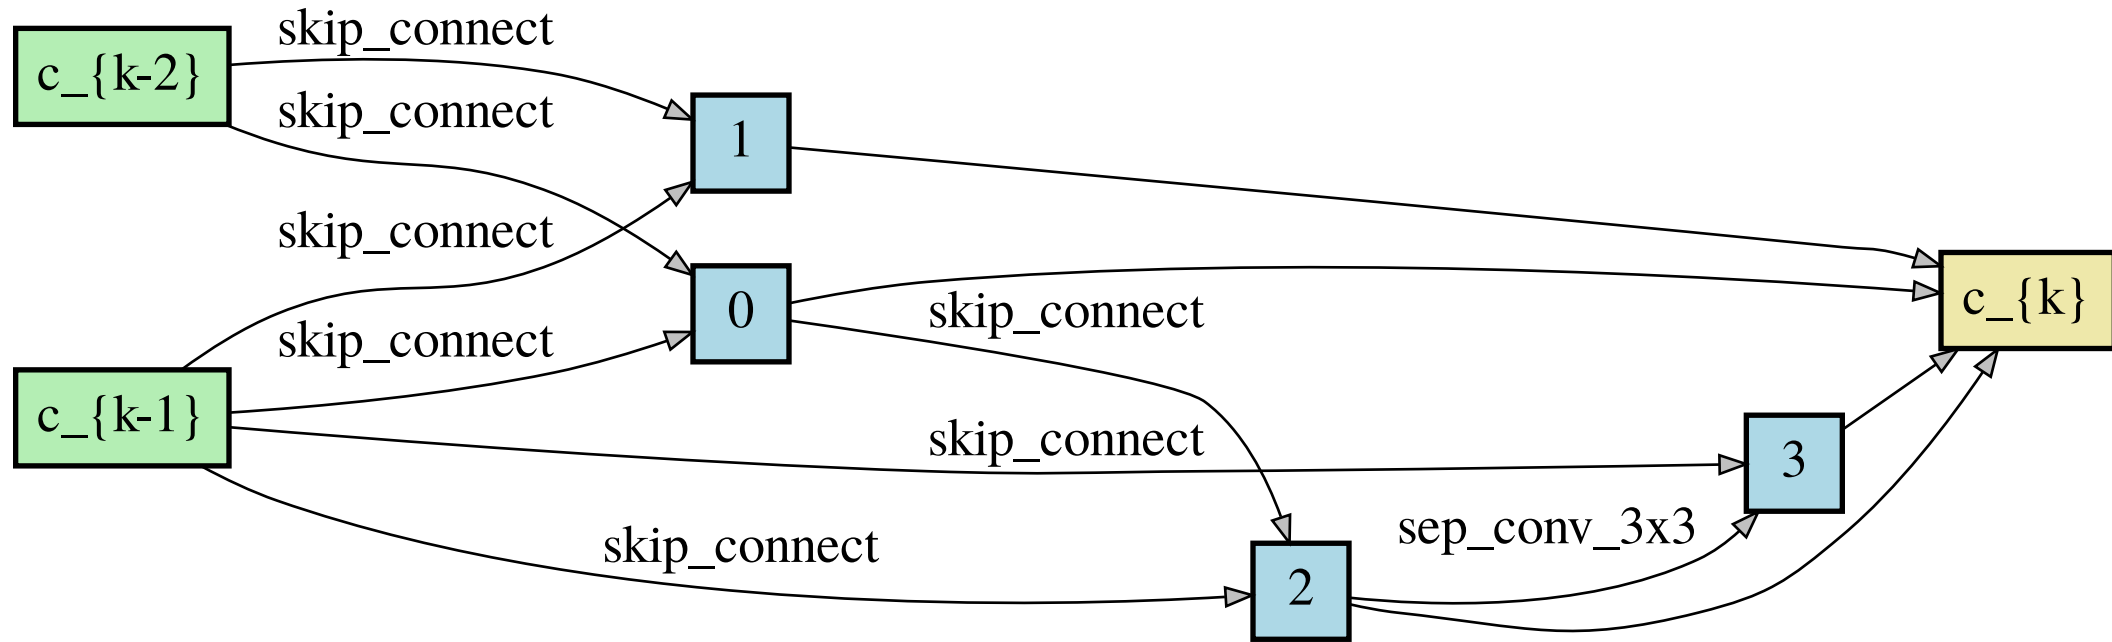 skip_connect
c_{k-2}
skip_connect
1
skip_connect
0
skip_connect
c_{k}
skip_connect
c_{k-1}
skip_connect
3
sep_conv_3x3
skip_connect
2